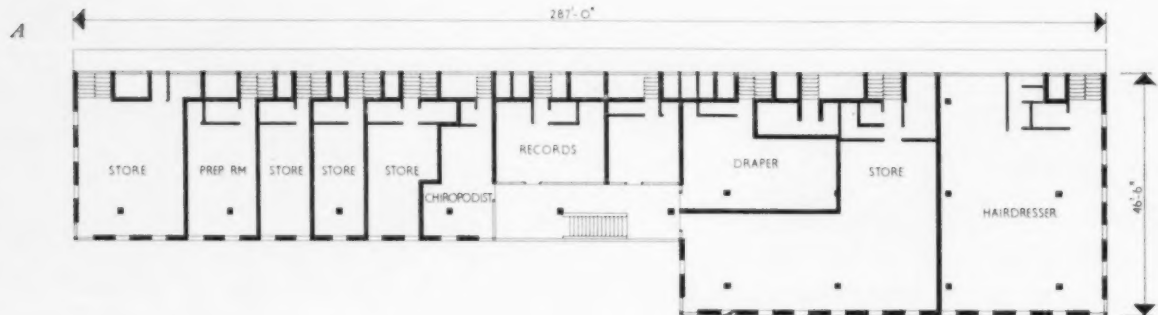 A
287'-0"
STORE
PREP RM
STORE
STORE
STORE
CHIROPODIST
RECORDS
DRAPER
STORE
HAIRDRESSER
46'-6"